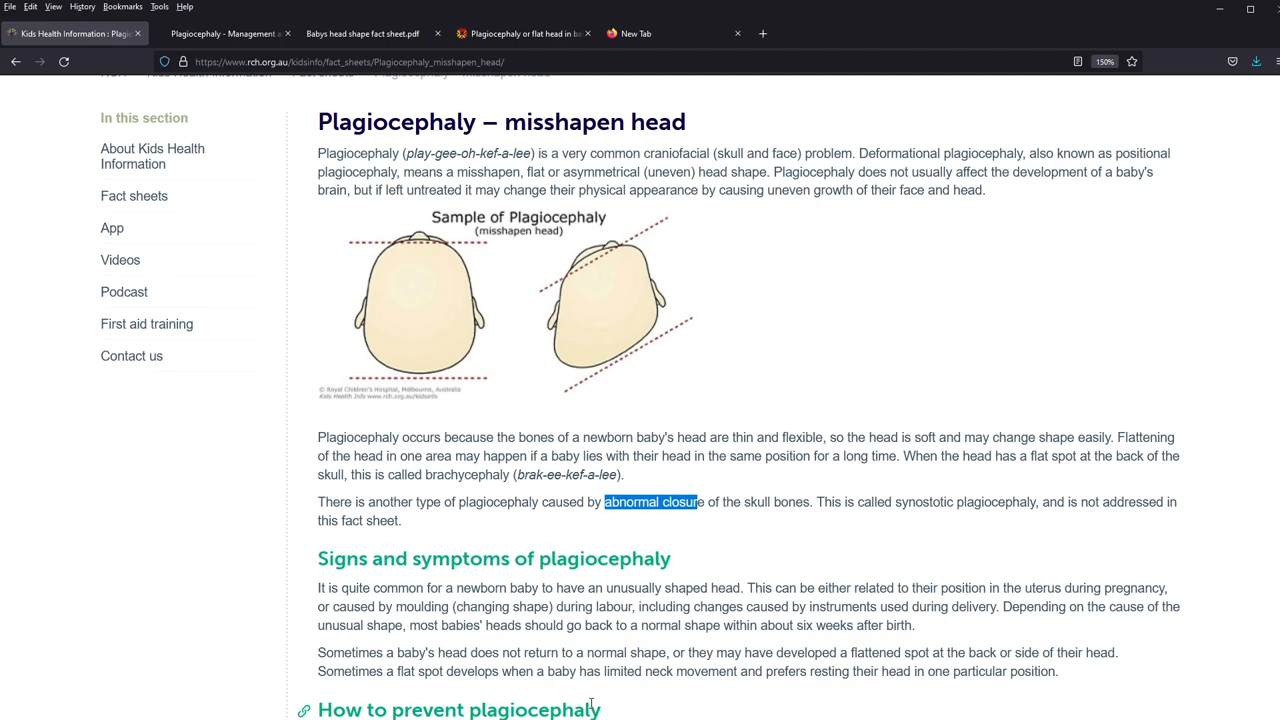 File Edit View History Bookmarks Tools Help
Kids Health Information : Plagio
Plagiocephaly - Management a
Babys head shape fact sheet.pdf
Plagiocephaly or flat head in ba
New Tab
https://www.rch.org.au/kidsinfo/fact_sheets/Plagiocephaly_misshapen_head/
150%
In this section
About Kids Health
Information
Fact sheets
App
Videos
Podcast
First aid training
Contact us
Plagiocephaly – misshapen head
Plagiocephaly (play-gee-oh-kef-a-lee) is a very common craniofacial (skull and face) problem. Deformational plagiocephaly, also known as positional
plagiocephaly, means a misshapen, flat or asymmetrical (uneven) head shape. Plagiocephaly does not usually affect the development of a baby's
brain, but if left untreated it may change their physical appearance by causing uneven growth of their face and head.
Sample of Plagiocephaly
(misshapen head)
© Royal Children's Hospital, Melbourne, Australia
Kids Health Info www.rch.org.au/kidsinfo
Plagiocephaly occurs because the bones of a newborn baby's head are thin and flexible, so the head is soft and may change shape easily. Flattening
of the head in one area may happen if a baby lies with their head in the same position for a long time. When the head has a flat spot at the back of the
skull, this is called brachycephaly (brak-ee-kef-a-lee).
There is another type of plagiocephaly caused by abnormal closure of the skull bones. This is called synostotic plagiocephaly, and is not addressed in
this fact sheet.
Signs and symptoms of plagiocephaly
It is quite common for a newborn baby to have an unusually shaped head. This can be either related to their position in the uterus during pregnancy,
or caused by moulding (changing shape) during labour, including changes caused by instruments used during delivery. Depending on the cause of the
unusual shape, most babies' heads should go back to a normal shape within about six weeks after birth.
Sometimes a baby's head does not return to a normal shape, or they may have developed a flattened spot at the back or side of their head.
Sometimes a flat spot develops when a baby has limited neck movement and prefers resting their head in one particular position.
How to prevent plagiocephaly